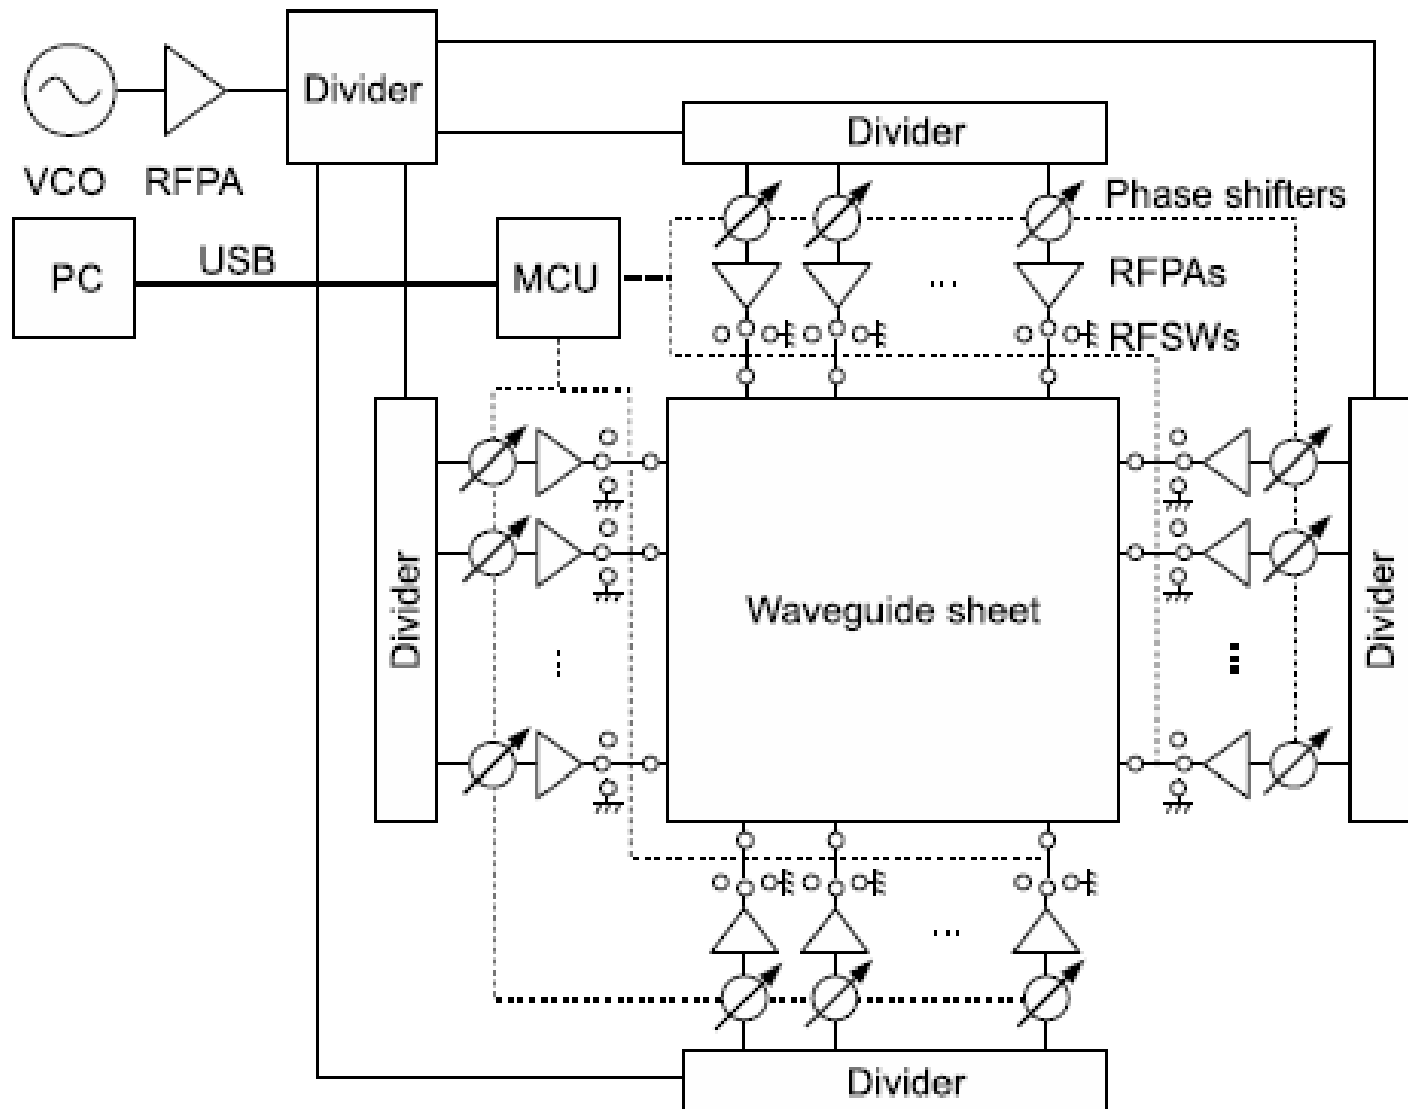 Divider
Divider
VCO RFPA
Phase shifters
PC
USB
MCU
RFPAs
...
RFSWs
Divider
Waveguide sheet
Divider
...
...
...
Divider